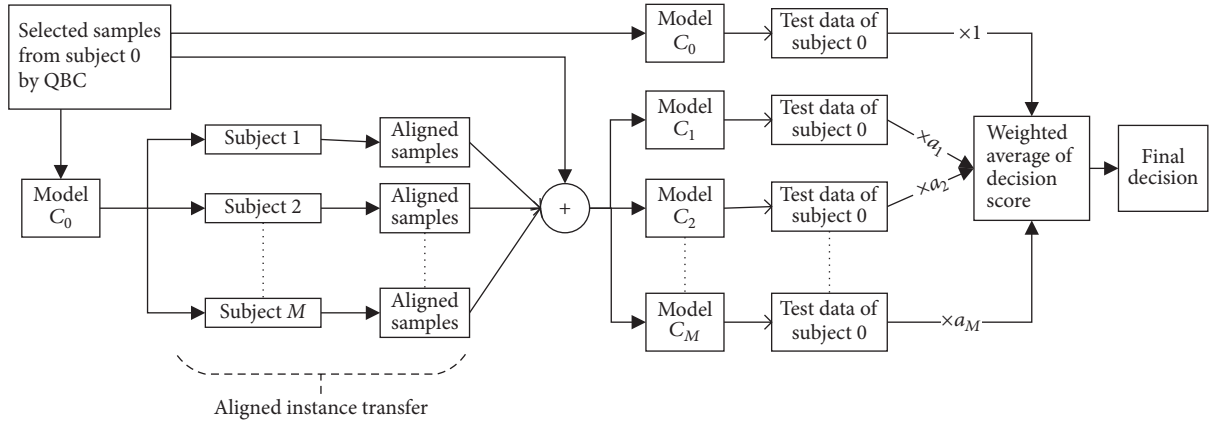 Selected samples
from subject 0
by QBC
Model
C₀
Subject 1
Subject 2
Subject M
Aligned
samples
Aligned
samples
Aligned
samples
Aligned instance transfer
+
Model
C₀
Model
C₁
Model
C₂
Model
C_M
Test data of
subject 0
Test data of
subject 0
Test data of
subject 0
Test data of
subject 0
×1
×a₁
×a₂
×a_M
Weighted
average of
decision
score
Final
decision